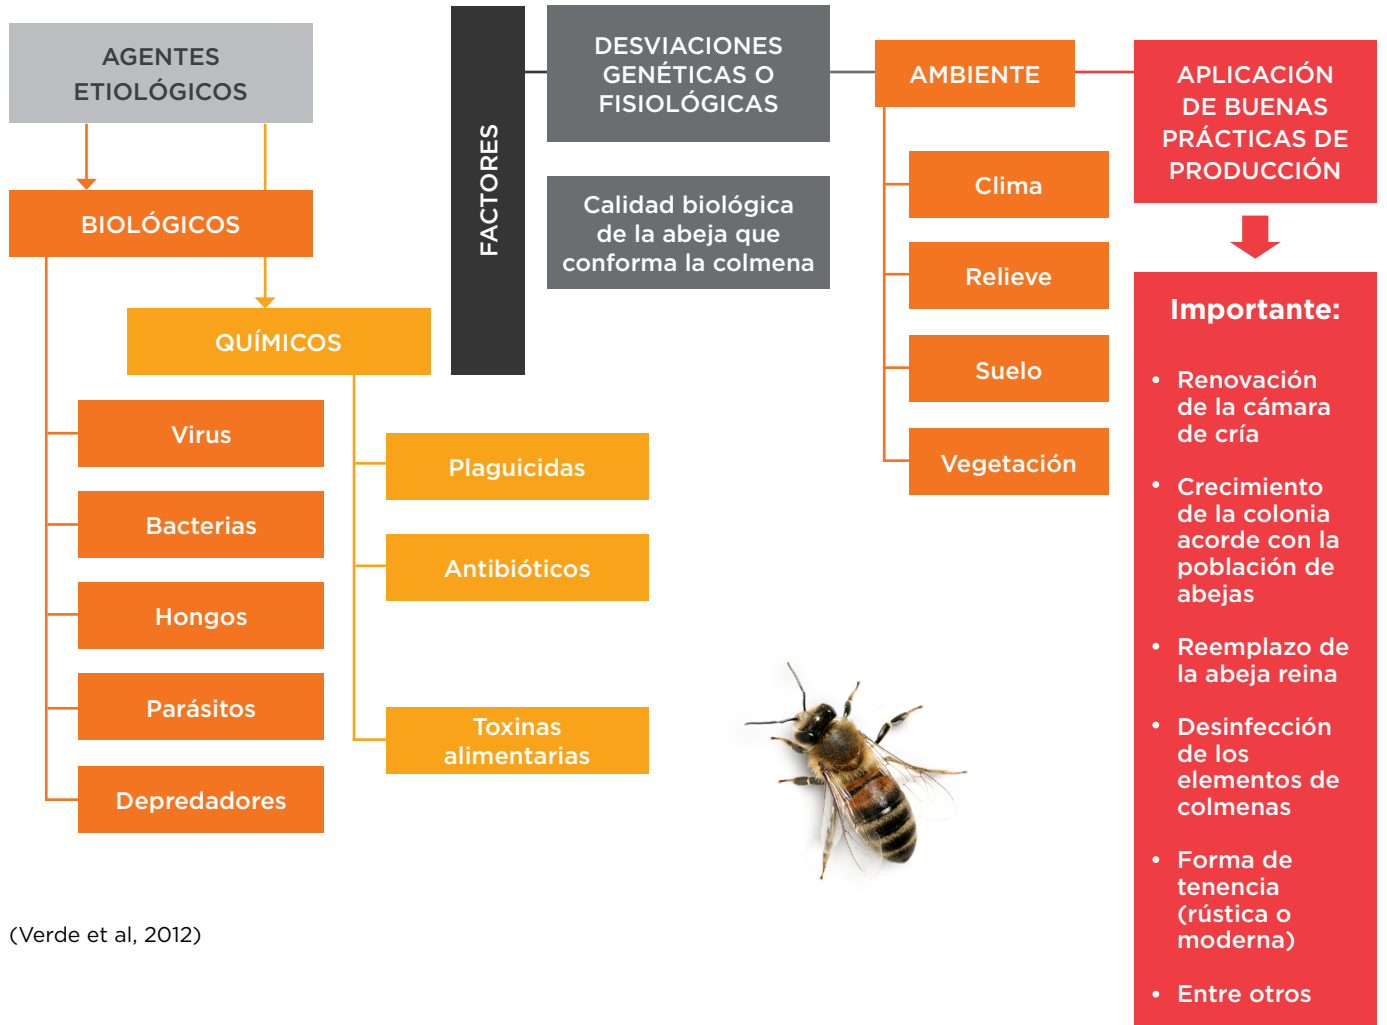 AGENTES
ETIOLÓGICOS
BIOLÓGICOS
QUÍMICOS
Virus
Bacterias
Hongos
Parásitos
Depredadores
Plaguicidas
Antibióticos
Toxinas
alimentarias
FACTORES
DESVIACIONES
GENÉTICAS O
FISIOLÓGICAS
Calidad biológica
de la abeja que
conforma la colmena
AMBIENTE
Clima
Relieve
Suelo
Vegetación
APLICACIÓN
DE BUENAS
PRÁCTICAS DE
PRODUCCIÓN
Importante:
• Renovación
de la cámara
de cría
• Crecimiento
de la colonia
acorde con la
población de
abejas
• Reemplazo de
la abeja reina
• Desinfección
de los
elementos de
colmenas
• Forma de
tenencia
(rústica o
moderna)
• Entre otros
(Verde et al, 2012)